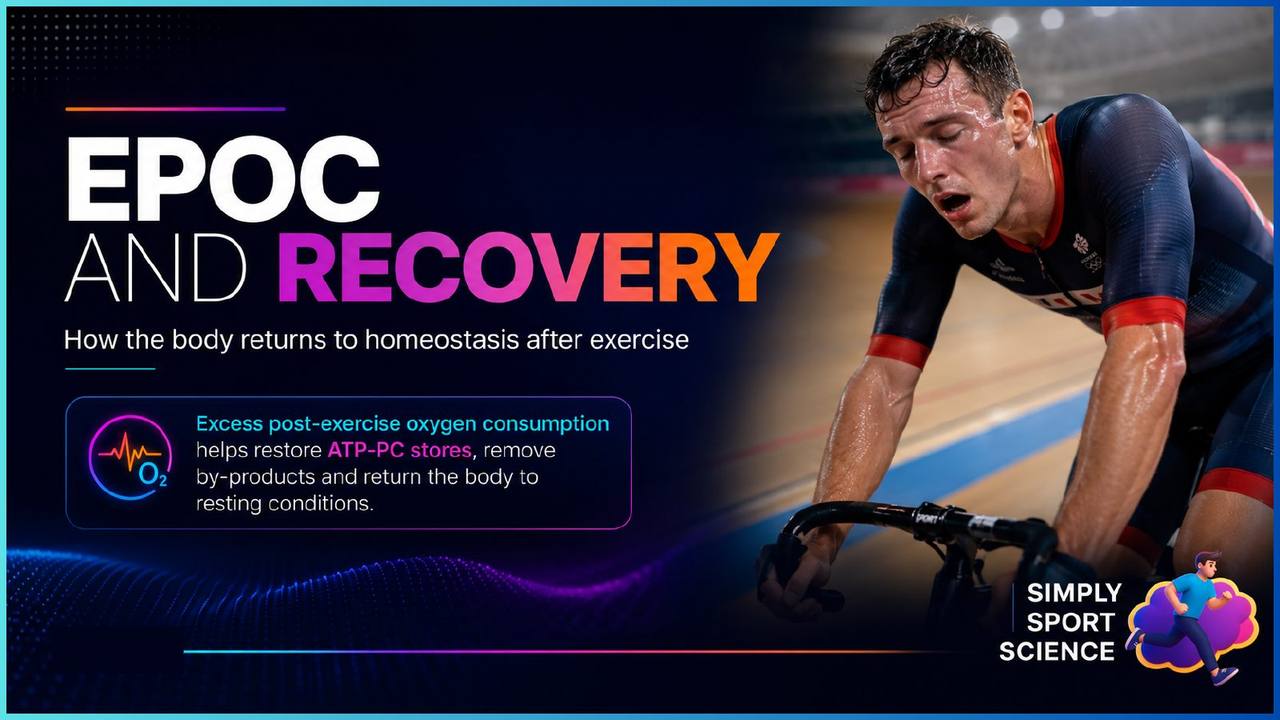 EPOC
AND RECOVERY
How the body returns to homeostasis after exercise
Excess post-exercise oxygen consumption
helps restore ATP-PC stores, remove
by-products and return the body to
resting conditions.
O₂
SPORT
SIMPLY
SPORT
SCIENCE